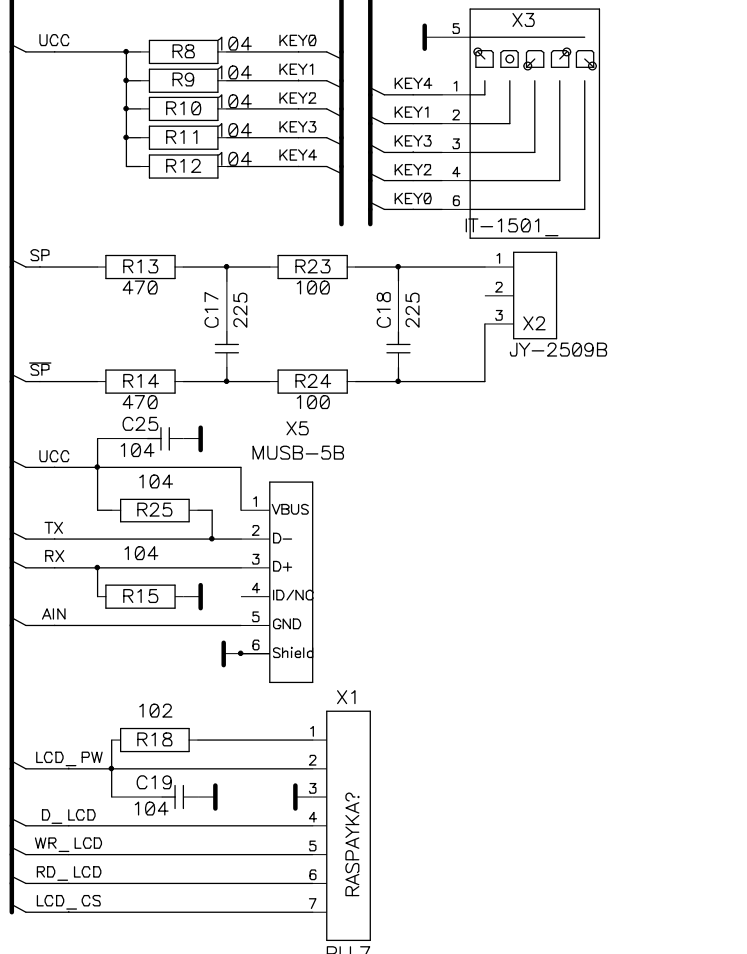 X3
5
UCC R8 104 KEY0
R9 104 KEY1
KEY4 1
R10 104 KEY2
KEY1 2
R11 104 KEY3
KEY3 3
R12 104 KEY4
KEY2 4
KEY0 6
IT-1501_
SP R13 R23 1
470 100
C17 225 C18 225
2
3 X2
JY-2509B
S̅P̅ R14 R24
470 100
C25
104
X5
MUSB-5B
UCC
104
R25
1 VBUS
TX 2 D-
RX 104 3 D+
R15 4 ID/NC
AIN 5 GND
6 Shield
X1
102
R18 1
LCD_PW 2
C19
104
3
D_LCD 4
WR_LCD 5
RD_LCD 6
LCD_CS 7
RASPAYKA?